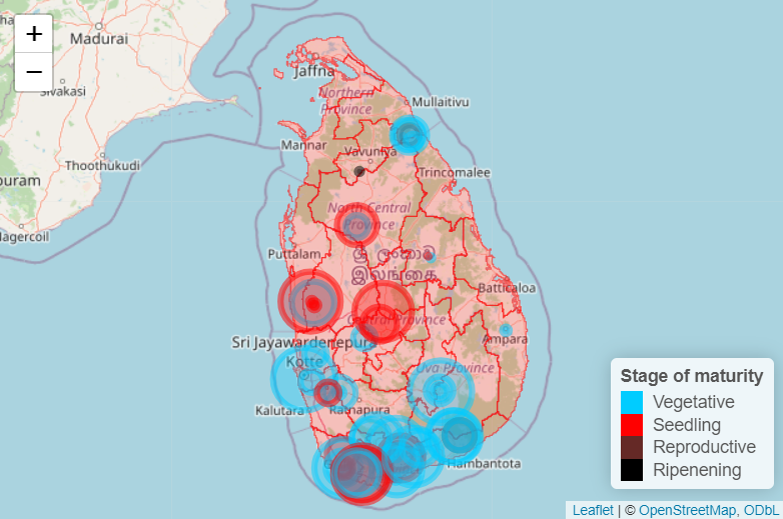 +
−
Madurai
Sivakasi
Thoothukudi
puram
Jaffna
Northern
Province
Mullaitivu
Mannar
Vavuniya
Trincomalee
North Central
Province
Puttalam
ශ්‍රී ලංකාව
இலங்கை
Batticaloa
Central Province
Sri Jayawardenepura
Kotte
Ampara
Uva Province
Kalutara
Ratnapura
Hambantota
Stage of maturity
Vegetative
Seedling
Reproductive
Ripenening
Leaflet | © OpenStreetMap, ODbL